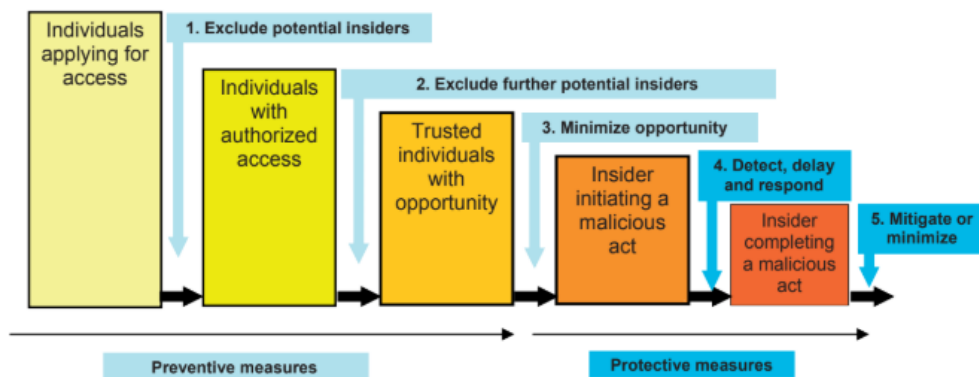 Individuals
applying for
access
1. Exclude potential insiders
Individuals
with
authorized
access
2. Exclude further potential insiders
Trusted
individuals
with
opportunity
3. Minimize opportunity
Insider
initiating a
malicious
act
4. Detect, delay
and respond
Insider
completing
a malicious
act
5. Mitigate or
minimize
Preventive measures
Protective measures